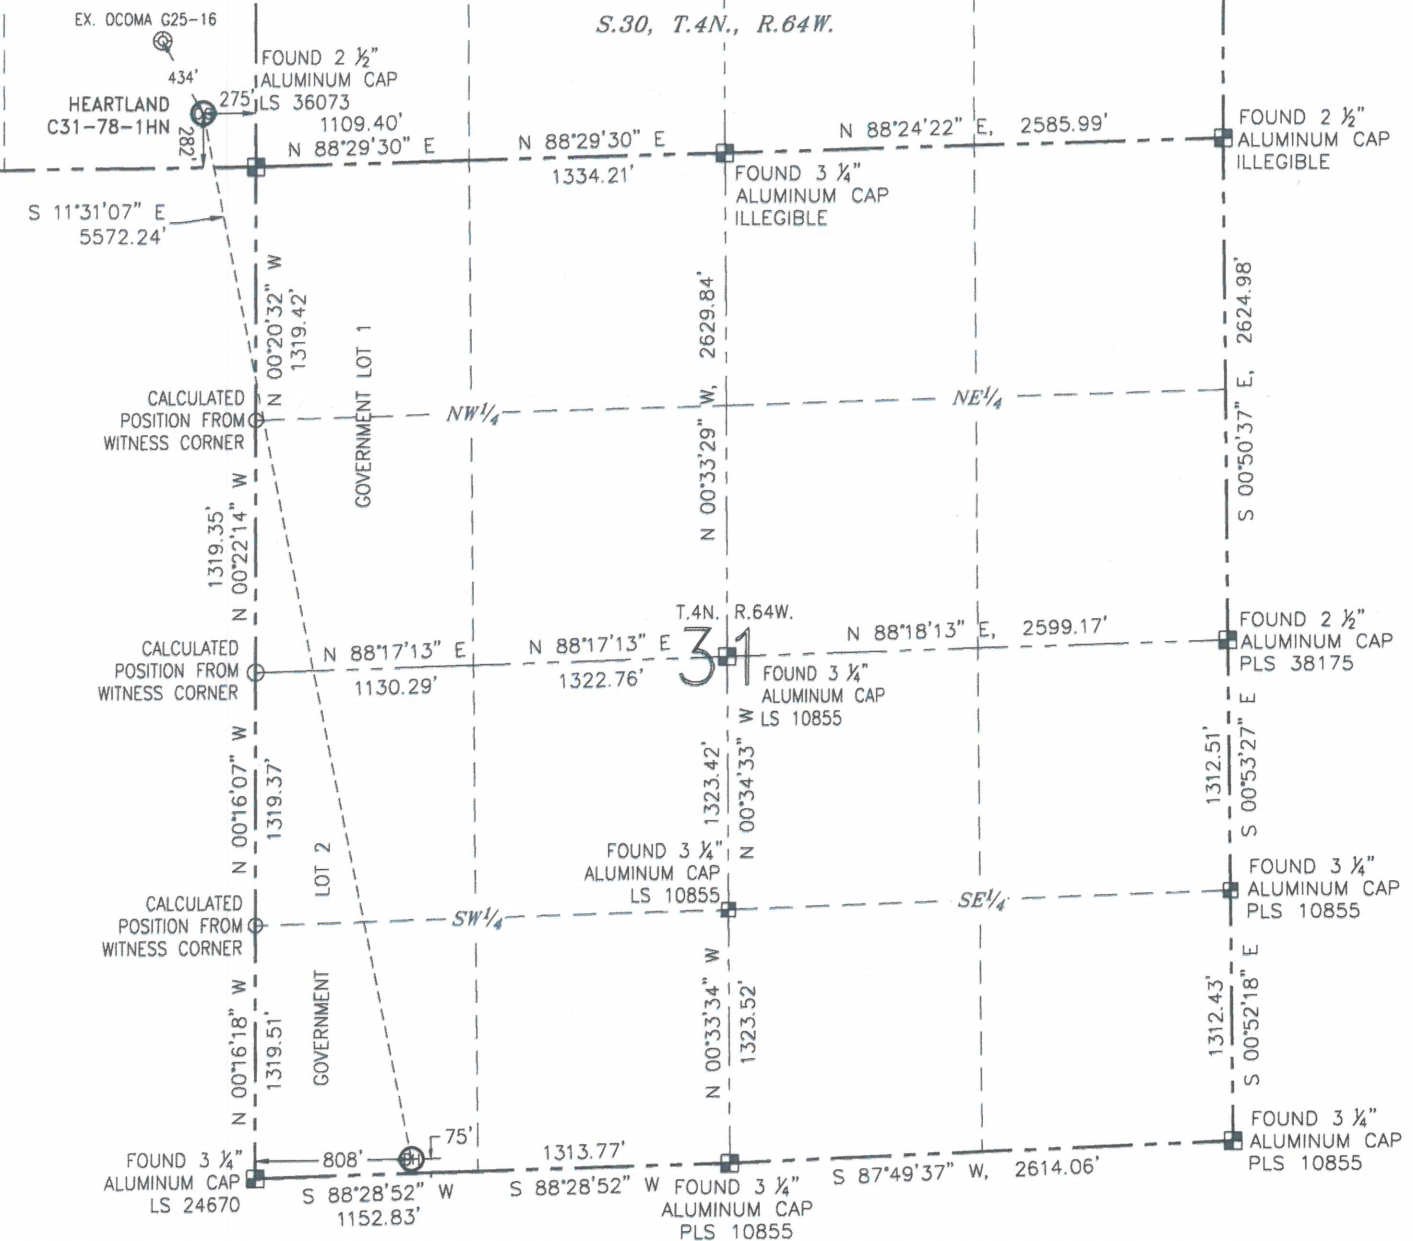 EX. OCOMA G25-16
S.30, T.4N., R.64W.
434'
FOUND 2 ½"
ALUMINUM CAP
LS 36073
HEARTLAND
C31-78-1HN
275'
282'
1109.40'
N 88°29'30" E
N 88°29'30" E
1334.21'
N 88°24'22" E, 2585.99'
FOUND 2 ½"
ALUMINUM CAP
ILLEGIBLE
FOUND 3 ¼"
ALUMINUM CAP
ILLEGIBLE
S 11°31'07" E
5572.24'
N 00°20'32" W
1319.42'
GOVERNMENT LOT 1
N 00°33'29" W, 2629.84'
S 00°50'37" E, 2624.98'
CALCULATED
POSITION FROM
WITNESS CORNER
NW¼
NE¼
1319.35'
N 00°22'14" W
T.4N. R.64W.
31
CALCULATED
POSITION FROM
WITNESS CORNER
N 88°17'13" E
1130.29'
N 88°17'13" E
1322.76'
N 88°18'13" E, 2599.17'
FOUND 2 ½"
ALUMINUM CAP
PLS 38175
FOUND 3 ¼"
ALUMINUM CAP
LS 10855
N 00°16'07" W
1319.37'
1323.42'
N 00°34'33" W
1312.51'
S 00°53'27" E
GOVERNMENT LOT 2
FOUND 3 ¼"
ALUMINUM CAP
LS 10855
FOUND 3 ¼"
ALUMINUM CAP
PLS 10855
CALCULATED
POSITION FROM
WITNESS CORNER
SW¼
SE¼
N 00°16'18" W
1319.51'
N 00°33'34" W
1323.52'
1312.43'
S 00°52'18" E
75'
808'
FOUND 3 ¼"
ALUMINUM CAP
LS 24670
S 88°28'52" W
1152.83'
1313.77'
S 88°28'52" W
FOUND 3 ¼"
ALUMINUM CAP
PLS 10855
S 87°49'37" W, 2614.06'
FOUND 3 ¼"
ALUMINUM CAP
PLS 10855